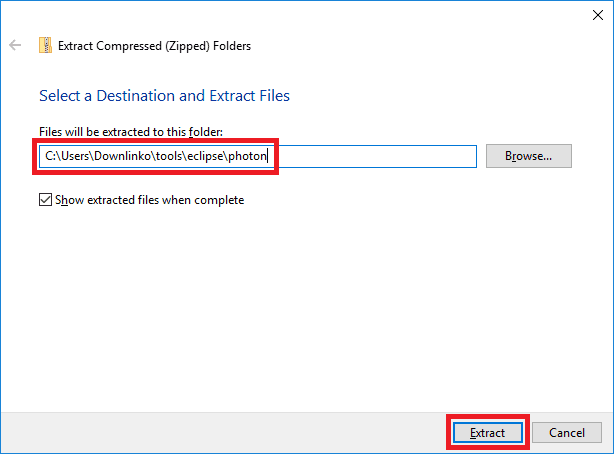 Extract Compressed (Zipped) Folders
Select a Destination and Extract Files
Files will be extracted to this folder:
C:\Users\Downlinko\tools\eclipse\photon
Browse...
Show extracted files when complete
Extract
Cancel